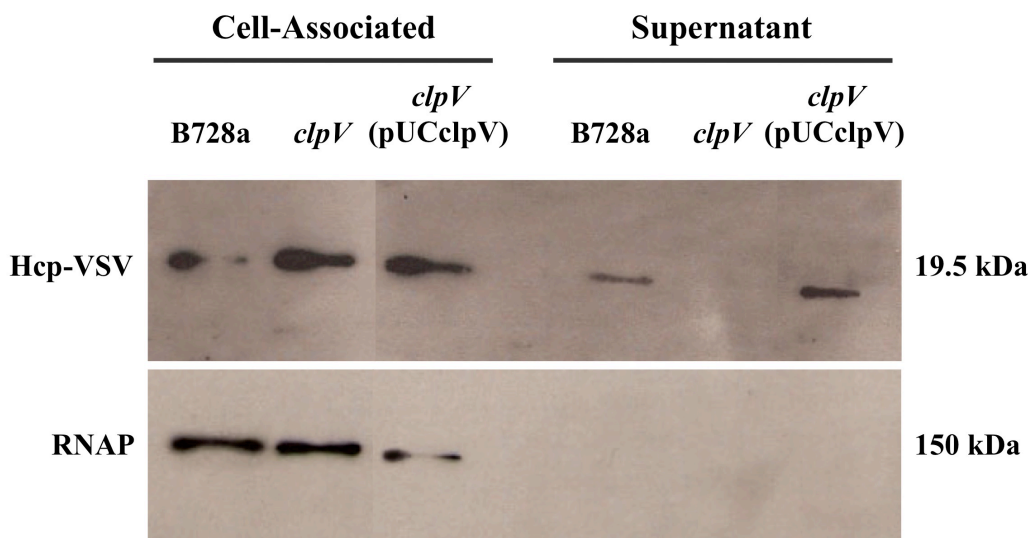 Cell-Associated Supernatant
clpV clpV
B728a clpV (pUCclpV) B728a clpV (pUCclpV)
Hcp-VSV 19.5 kDa
RNAP 150 kDa